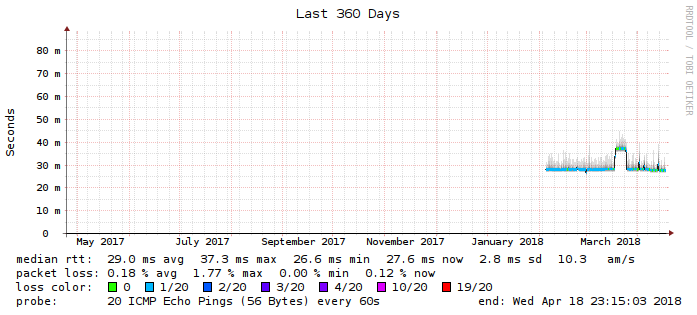 Last 360 Days
RRDTOOL / TOBI OETIKER
Seconds
80 m
70 m
60 m
50 m
40 m
30 m
20 m
10 m
0
May 2017 July 2017 September 2017 November 2017 January 2018 March 2018
median rtt: 29.0 ms avg 37.3 ms max 26.6 ms min 27.6 ms now 2.8 ms sd 10.3 am/s
packet loss: 0.18 % avg 1.77 % max 0.00 % min 0.12 % now
loss color: 0 1/20 2/20 3/20 4/20 10/20 19/20
probe: 20 ICMP Echo Pings (56 Bytes) every 60s end: Wed Apr 18 23:15:03 2018